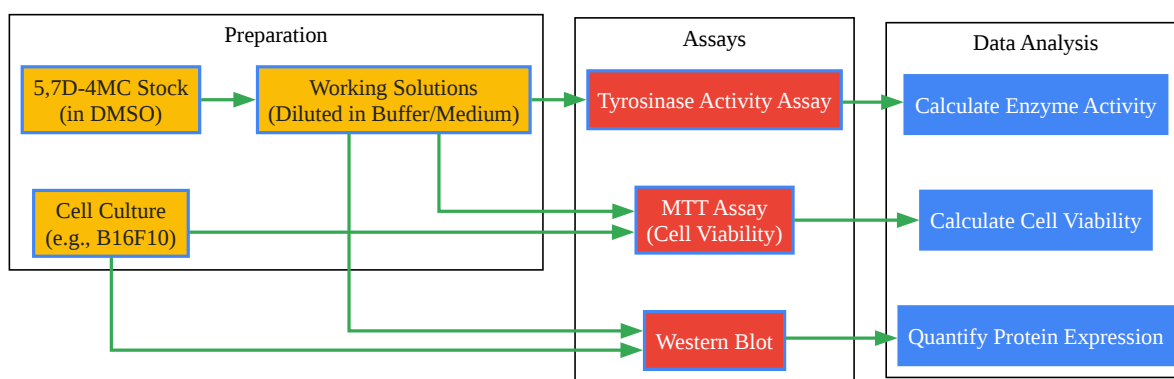 Preparation
5,7D-4MC Stock
(in DMSO)
Working Solutions
(Diluted in Buffer/Medium)
Cell Culture
(e.g., B16F10)
Assays
Tyrosinase Activity Assay
MTT Assay
(Cell Viability)
Western Blot
Data Analysis
Calculate Enzyme Activity
Calculate Cell Viability
Quantify Protein Expression